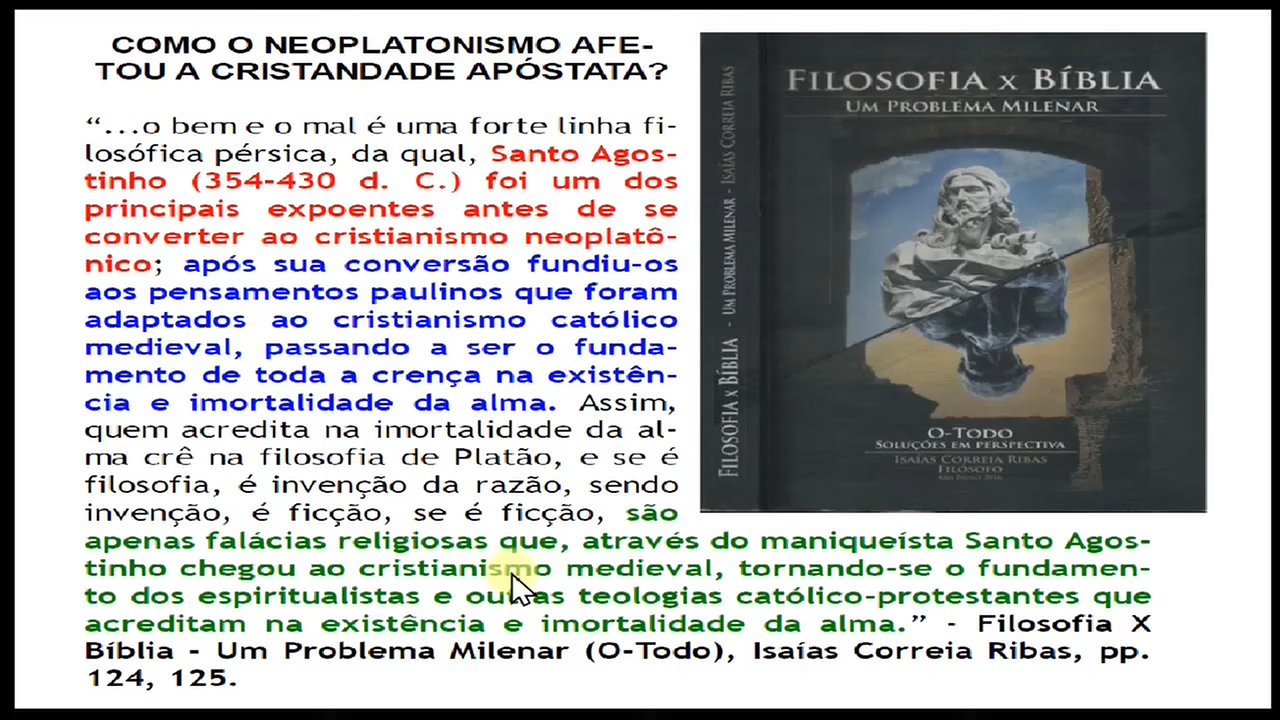 COMO O NEOPLATONISMO AFE-
TOU A CRISTANDADE APÓSTATA?
“...o bem e o mal é uma forte linha fi-
losófica pérsica, da qual, Santo Agos-
tinho (354-430 d. C.) foi um dos
principais expoentes antes de se
converter ao cristianismo neoplatô-
nico; após sua conversão fundiu-os
aos pensamentos paulinos que foram
adaptados ao cristianismo católico
medieval, passando a ser o funda-
mento de toda a crença na existên-
cia e imortalidade da alma. Assim,
quem acredita na imortalidade da al-
ma crê na filosofia de Platão, e se é
filosofia, é invenção da razão, sendo
invenção, é ficção, se é ficção, são
apenas falácias religiosas que, através do maniqueísta Santo Agos-
tinho chegou ao cristianismo medieval, tornando-se o fundamen-
to dos espiritualistas e outras teologias católico-protestantes que
acreditam na existência e imortalidade da alma.” - Filosofia X
Bíblia - Um Problema Milenar (O-Todo), Isaías Correia Ribas, pp.
124, 125.
FILOSOFIA X BÍBLIA - UM PROBLEMA MILENAR - ISAÍAS CORREIA RIBAS
FILOSOFIA X BÍBLIA
UM PROBLEMA MILENAR
O-TODO
SOLUÇÕES EM PERSPECTIVA
ISAÍAS CORREIA RIBAS
FILÓSOFO
SÃO PAULO 2016